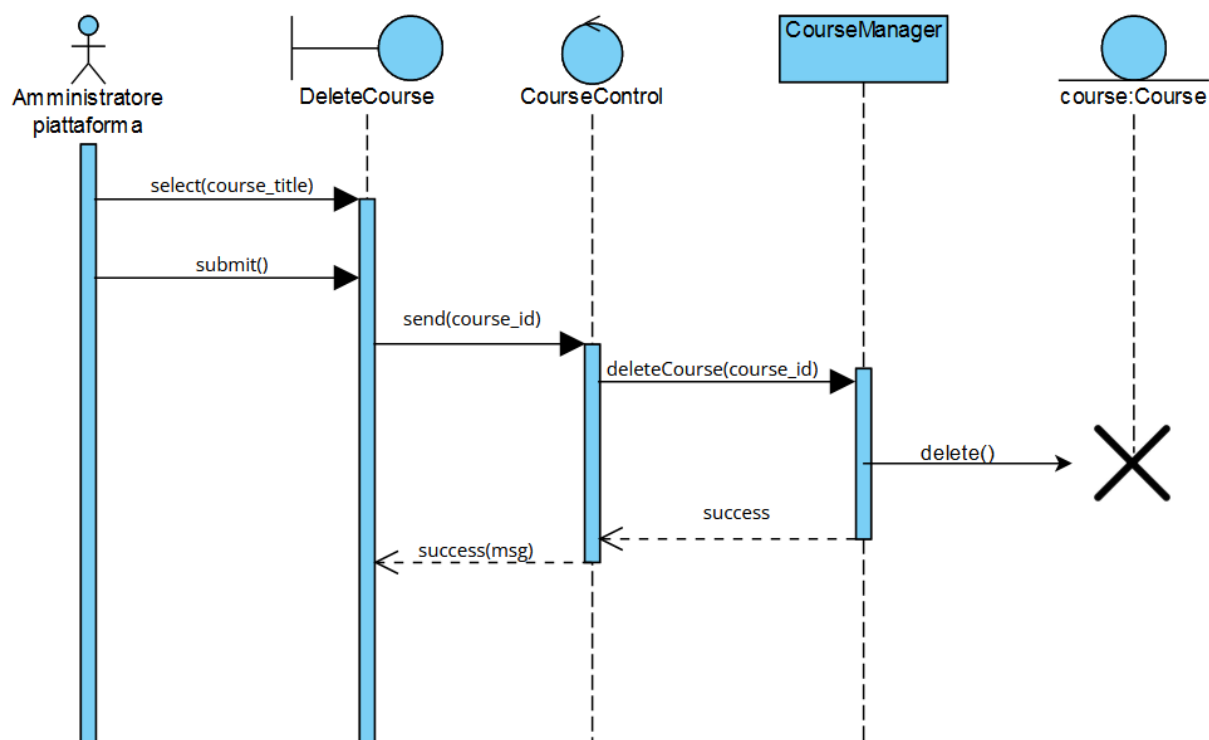 CourseManager
Amministratore
piattaforma
DeleteCourse
CourseControl
course:Course
select(course_title)
submit()
send(course_id)
deleteCourse(course_id)
delete()
success
success(msg)